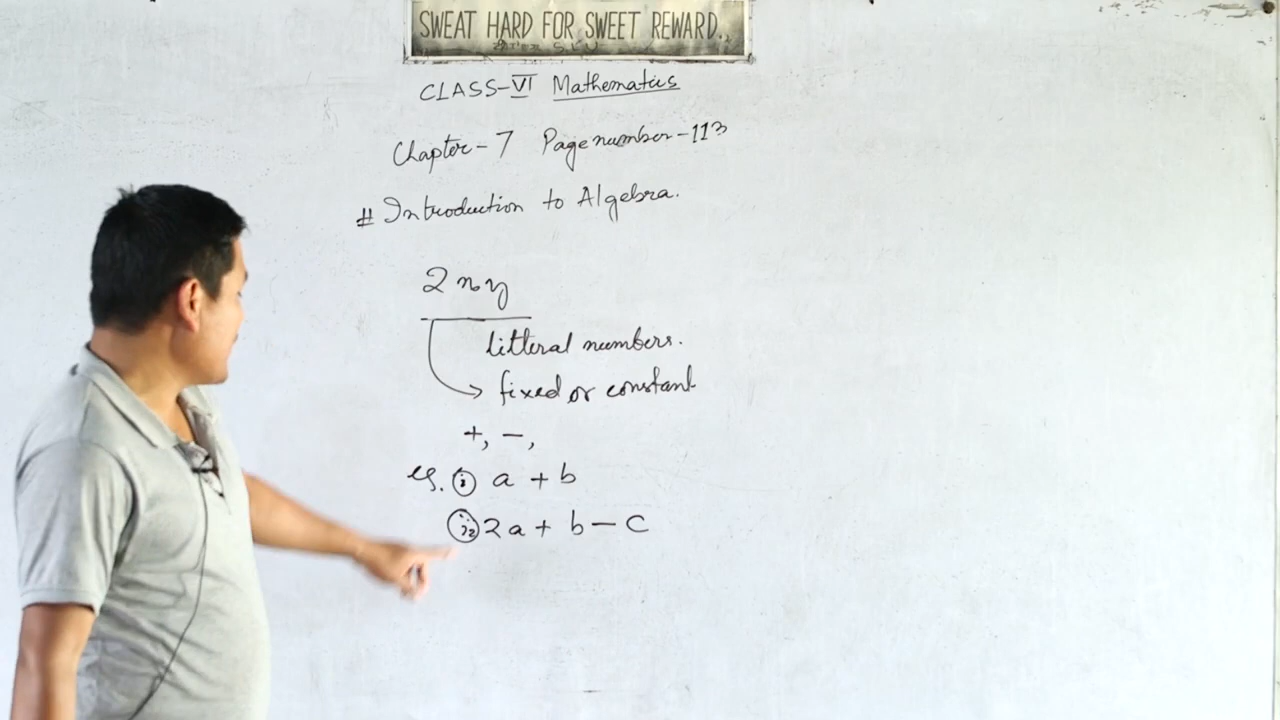 SWEAT HARD FOR SWEET REWARD.
CLASS-VI Mathematics
Chapter-7 Page number-113
# Introduction to Algebra.
2xy
litteral numbers.
fixed or constant
+, -,
eg. (i) a + b
(ii) 2a + b - c